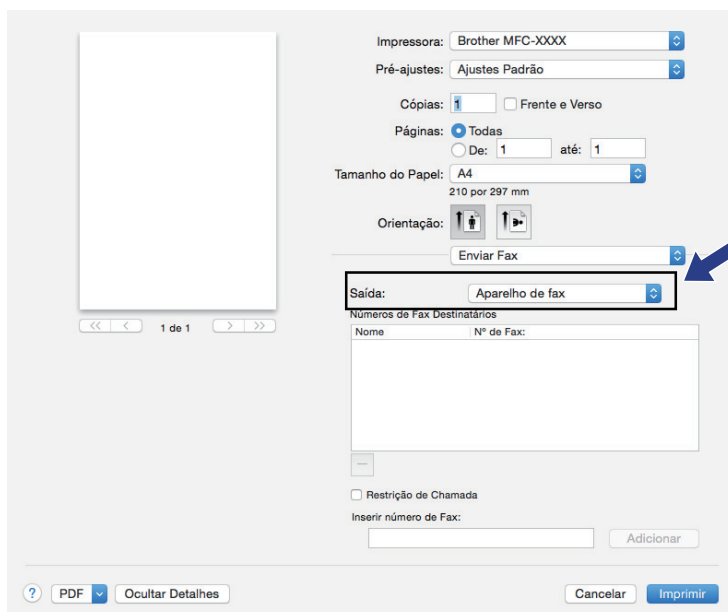 Impressora: Brother MFC-XXXX
Pré-ajustes: Ajustes Padrão
Cópias: 1 Frente e Verso
Páginas: Todas
De: 1 até: 1
Tamanho do Papel: A4
210 por 297 mm
Orientação:
Enviar Fax
Saída: Aparelho de fax
Números de Fax Destinatários
Nome Nº de Fax:
<< < 1 de 1 > >>
Restrição de Chamada
Inserir número de Fax:
Adicionar
? PDF Ocultar Detalhes Cancelar Imprimir